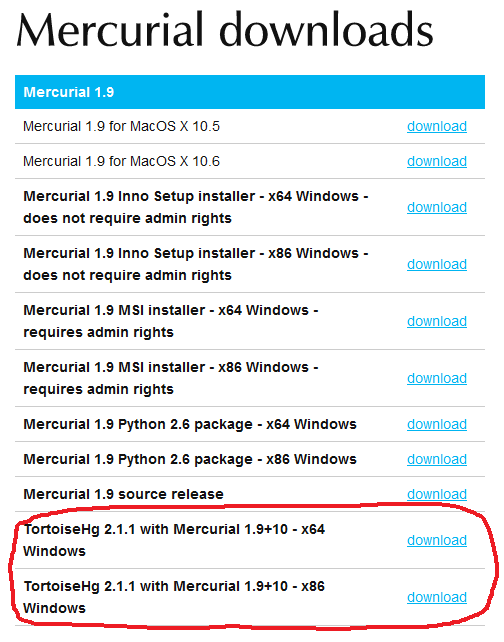 Mercurial downloads
Mercurial 1.9
Mercurial 1.9 for MacOS X 10.5 download
Mercurial 1.9 for MacOS X 10.6 download
Mercurial 1.9 Inno Setup installer - x64 Windows -
does not require admin rights
download
Mercurial 1.9 Inno Setup installer - x86 Windows -
does not require admin rights
download
Mercurial 1.9 MSI installer - x64 Windows -
requires admin rights
download
Mercurial 1.9 MSI installer - x86 Windows -
requires admin rights
download
Mercurial 1.9 Python 2.6 package - x64 Windows download
Mercurial 1.9 Python 2.6 package - x86 Windows download
Mercurial 1.9 source release download
TortoiseHg 2.1.1 with Mercurial 1.9+10 - x64
Windows
download
TortoiseHg 2.1.1 with Mercurial 1.9+10 - x86
Windows
download